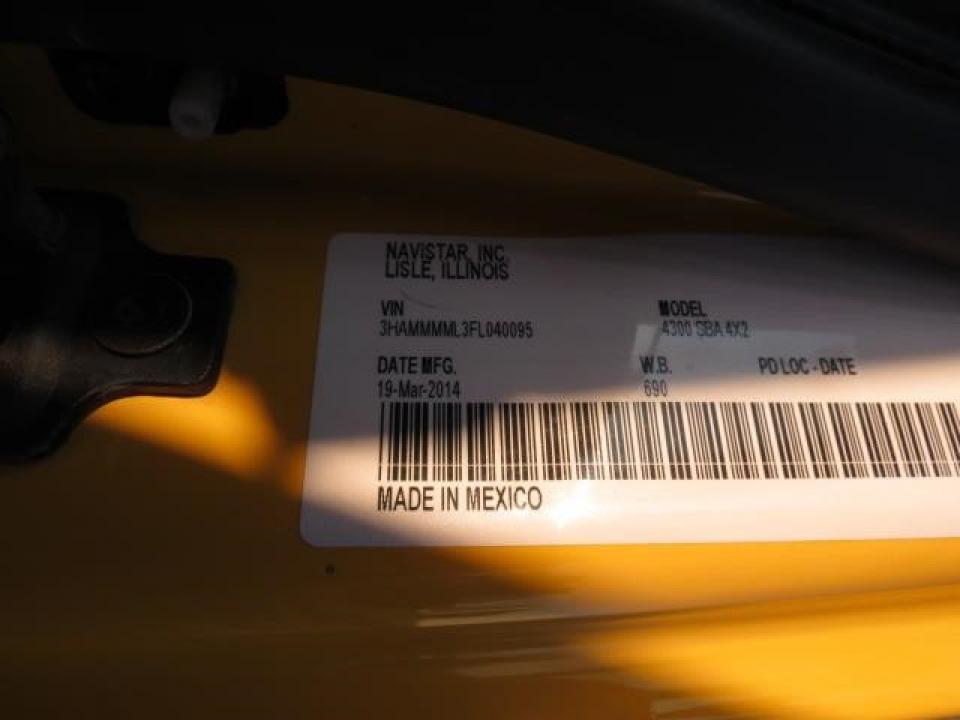 NAVISTAR, INC.
LISLE, ILLINOIS
VIN MODEL
3HAMMMML3FL040095 4300 SBA 4X2
DATE MFG. W.B. PD LOC - DATE
19-Mar-2014 690
MADE IN MEXICO